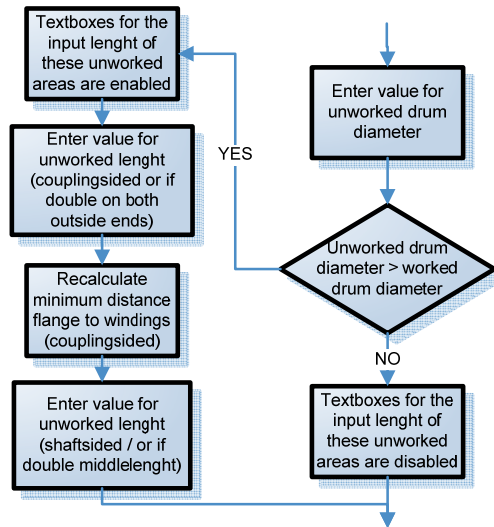 Textboxes for the
input lenght of
these unworked
areas are enabled
Enter value for
unworked lenght
(couplingsided or if
double on both
outside ends)
Recalculate
minimum distance
flange to windings
(couplingsided)
Enter value for
unworked lenght
(shaftsided / or if
double middlelenght)
YES
Enter value for
unworked drum
diameter
Unworked drum
diameter > worked
drum diameter
NO
Textboxes for the
input lenght of
these unworked
areas are disabled